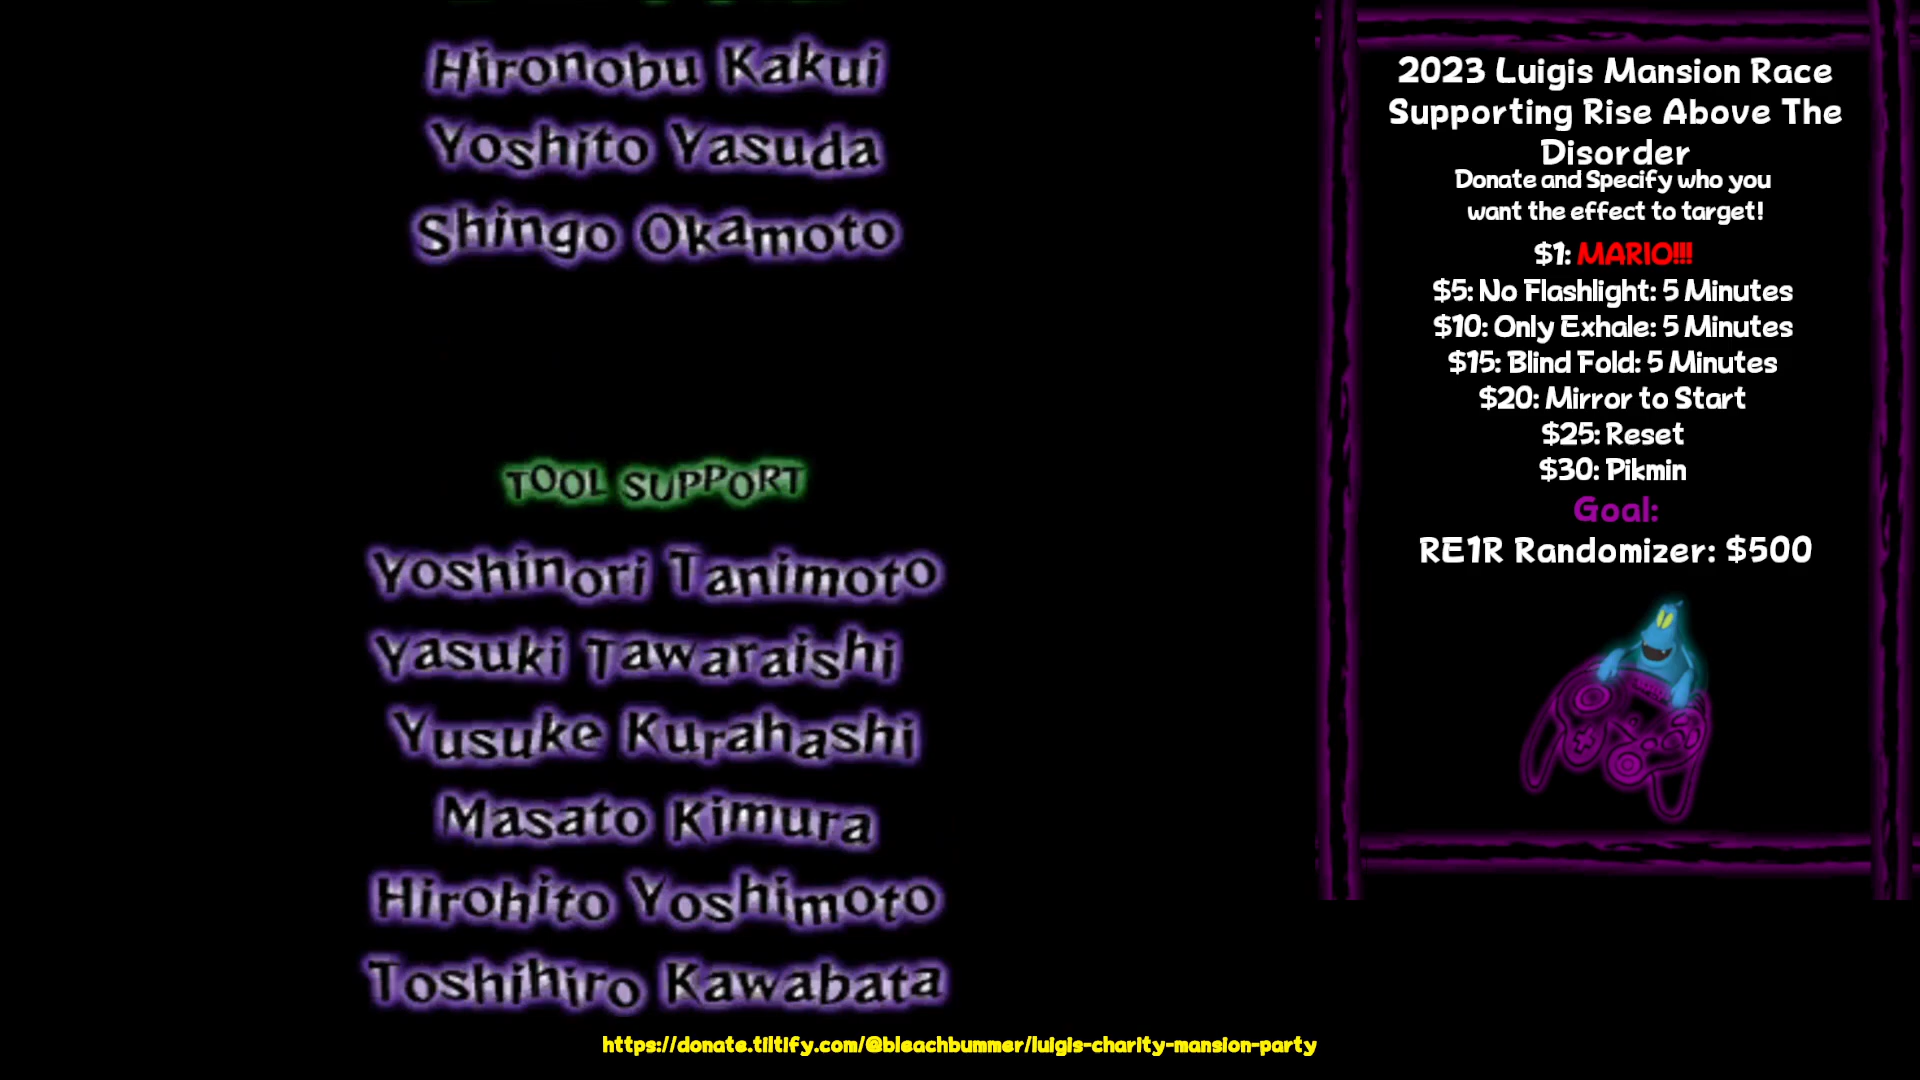 Hironobu Kakui
Yoshito Yasuda
Shingo Okamoto
TOOL SUPPORT
Yoshinori Tanimoto
Yasuki Tawaraishi
Yusuke Kurahashi
Masato Kimura
Hirohito Yoshimoto
Toshihiro Kawabata
2023 Luigis Mansion Race
Supporting Rise Above The
Disorder
Donate and Specify who you
want the effect to target!
$1: MARIO!!!
$5: No Flashlight: 5 Minutes
$10: Only Exhale: 5 Minutes
$15: Blind Fold: 5 Minutes
$20: Mirror to Start
$25: Reset
$30: Pikmin
Goal:
RE1R Randomizer: $500
https://donate.tiltify.com/@bleachbummer/luigis-charity-mansion-party